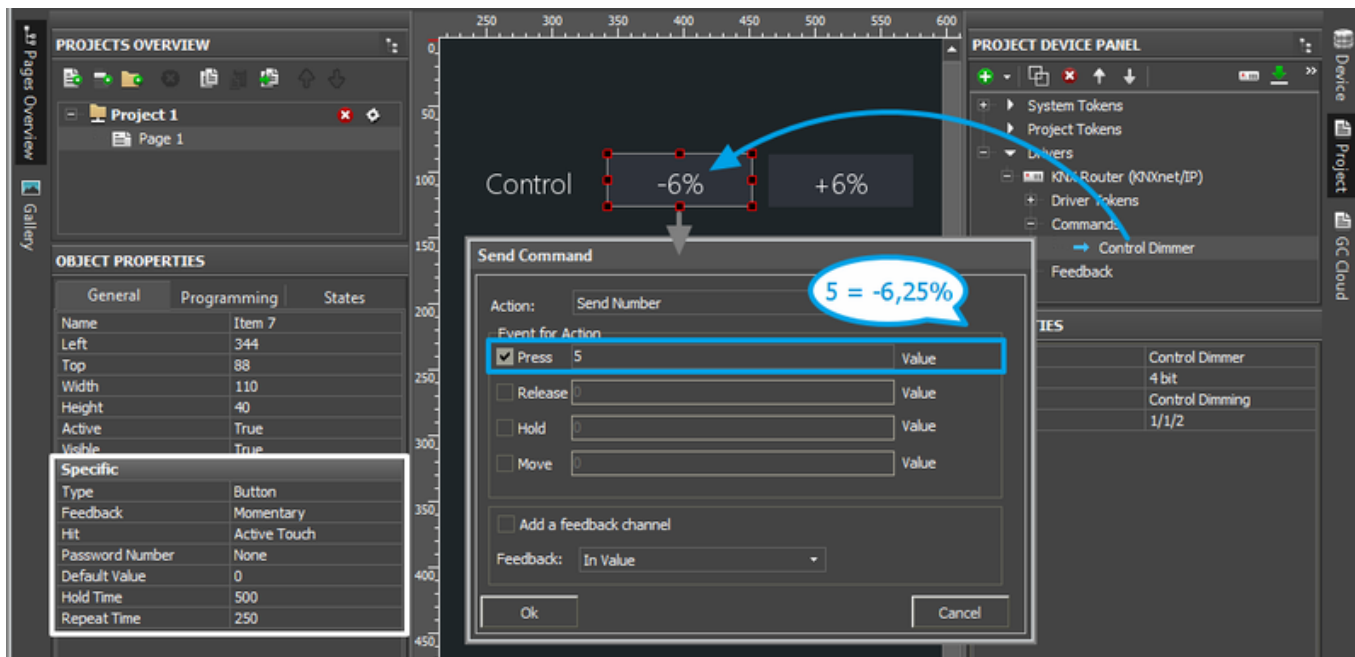 Pages Overview
Gallery
PROJECTS OVERVIEW
Project 1
Page 1
OBJECT PROPERTIES
General Programming States
Name Item 7
Left 344
Top 88
Width 110
Height 40
Active True
Visible True
Specific
Type Button
Feedback Momentary
Hit Active Touch
Password Number None
Default Value 0
Hold Time 500
Repeat Time 250
250 300 350 400 450 500 550 600
0
50
100
150
200
250
300
350
400
450
Control -6% +6%
Send Command
5 = -6,25%
Action: Send Number
Event for Action
Press 5 Value
Release 0 Value
Hold 0 Value
Move 0 Value
Add a feedback channel
Feedback: In Value
Ok Cancel
PROJECT DEVICE PANEL
»
System Tokens
Project Tokens
Drivers
KNX Router (KNXnet/IP)
Driver Tokens
Commands
Control Dimmer
Feedback
TIES
Control Dimmer
4 bit
Control Dimming
1/1/2
Device
Project
GC Cloud